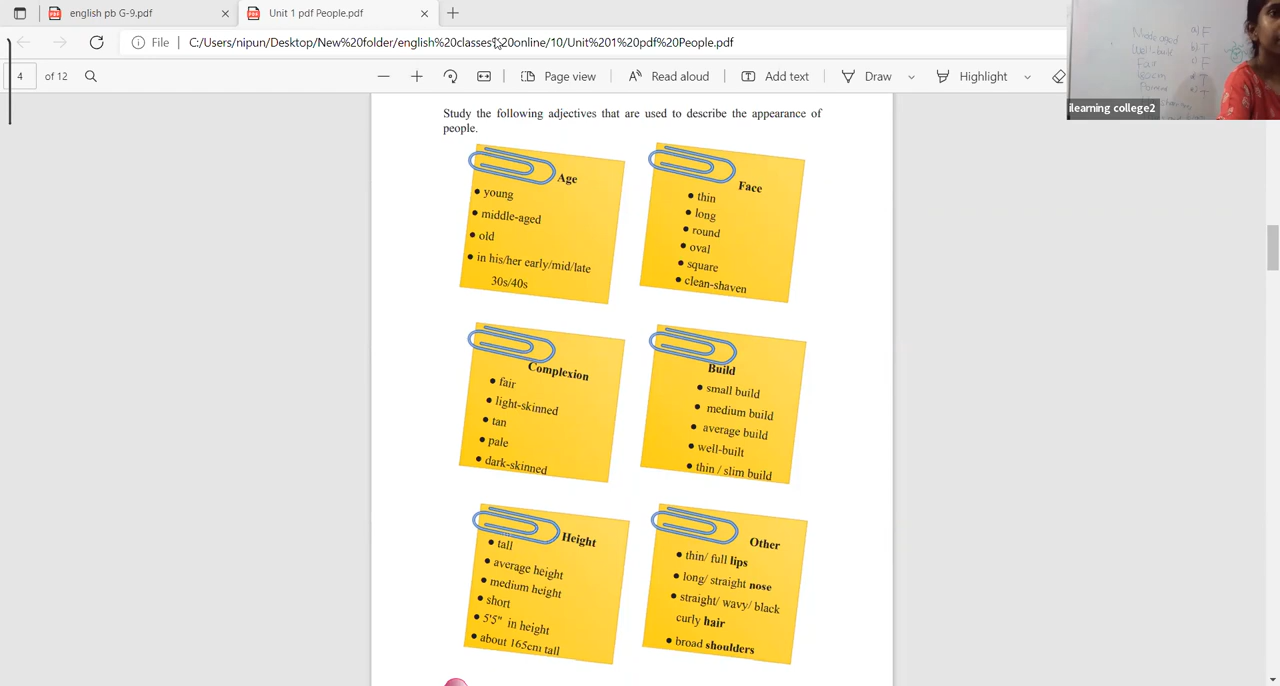 english pb G-9.pdf
Unit 1 pdf People.pdf
File
C:/Users/nipun/Desktop/New%20folder/english%20classes%20online/10/Unit%201%20pdf%20People.pdf
4 of 12
Page view
Read aloud
Add text
Draw
Highlight
Middle aged a) F
Well-built b) T
Fair c) F
ilearning college2
Study the following adjectives that are used to describe the appearance of
people.
Age
• young
• middle-aged
• old
• in his/her early/mid/late
30s/40s
Face
• thin
• long
• round
• oval
• square
• clean-shaven
Complexion
• fair
• light-skinned
• tan
• pale
• dark-skinned
Build
• small build
• medium build
• average build
• well-built
• thin / slim build
Height
• tall
• average height
• medium height
• short
• 5'5" in height
• about 165cm tall
Other
• thin/ full lips
• long/ straight nose
• straight/ wavy/ black
curly hair
• broad shoulders